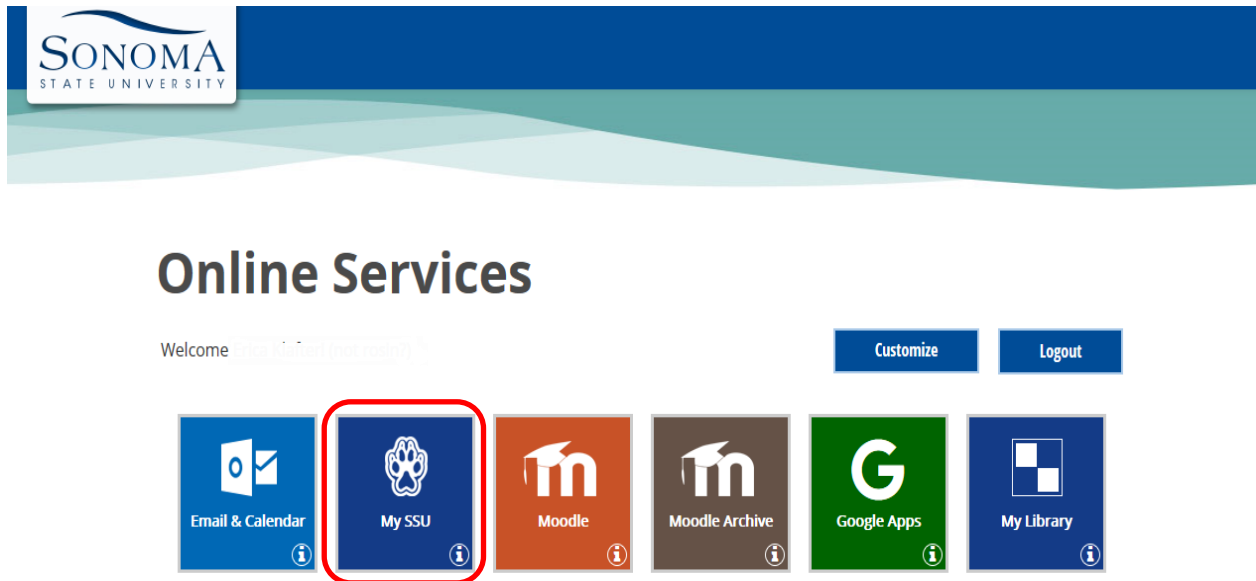 SONOMA
STATE UNIVERSITY
Online Services
Welcome
Customize
Logout
Email & Calendar
My SSU
Moodle
Moodle Archive
Google Apps
My Library